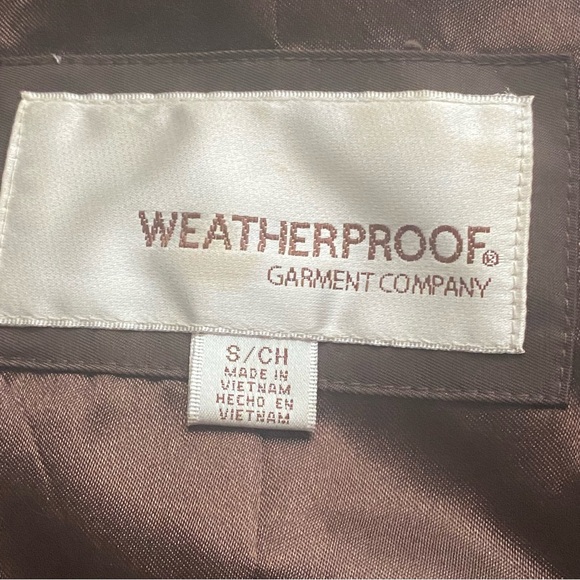 WEATHERPROOF®
GARMENT COMPANY
S/CH
MADE IN
VIETNAM
HECHO EN
VIETNAM